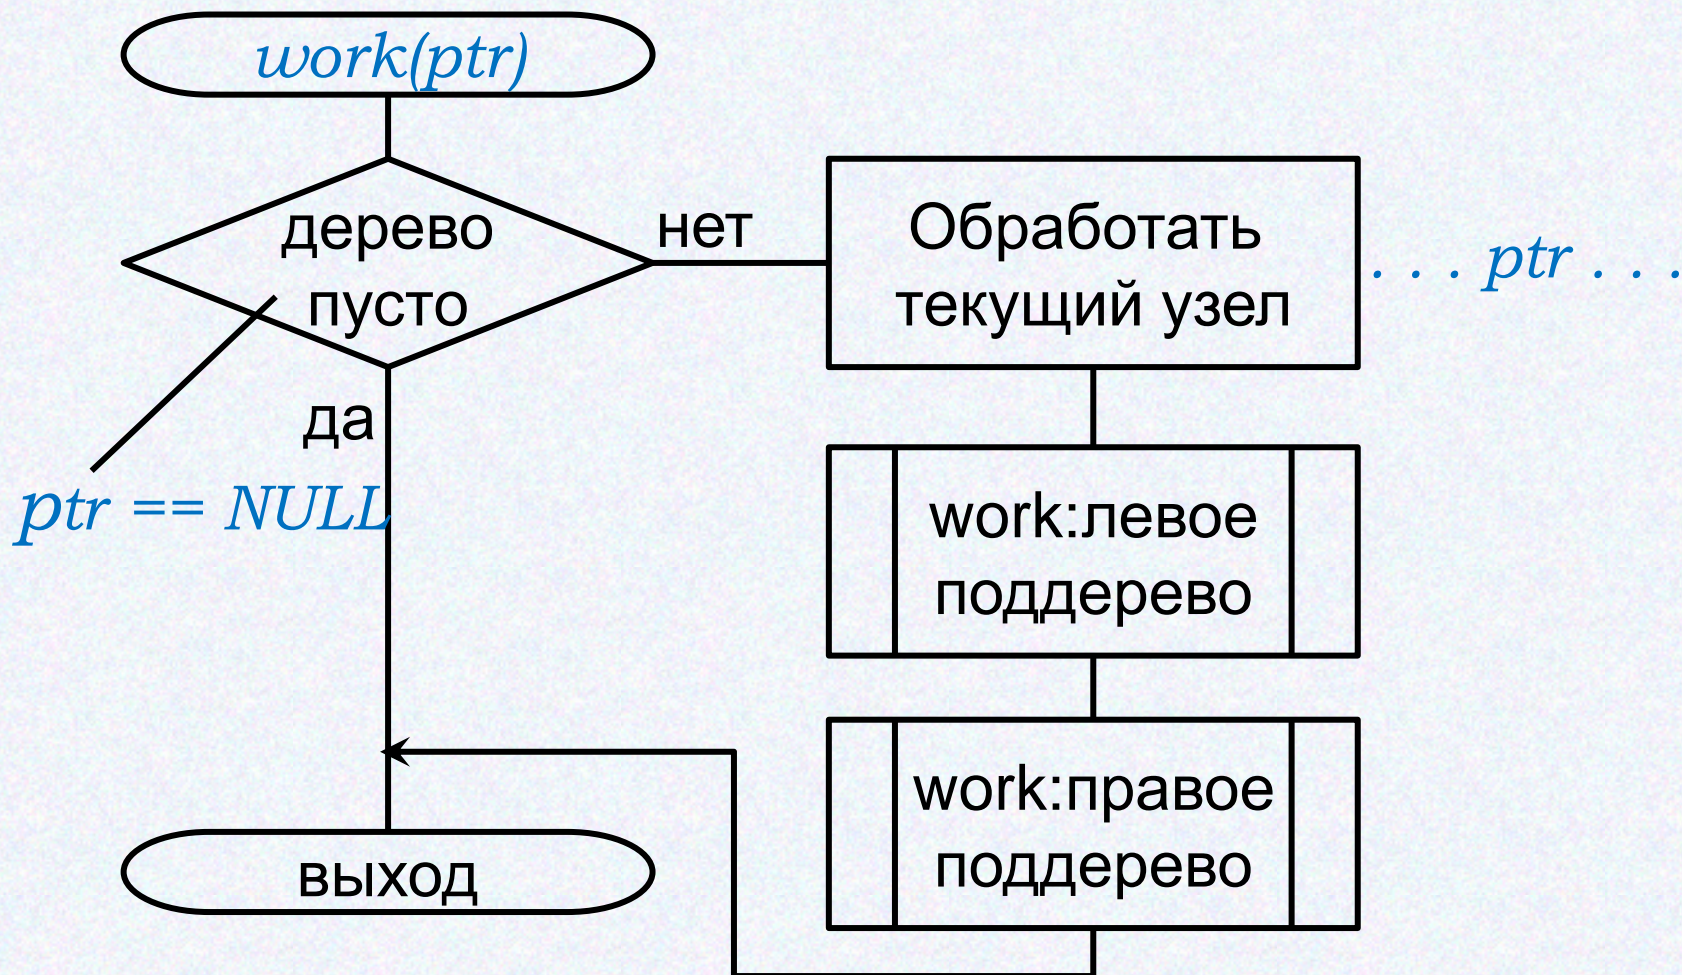 work(ptr)
дерево
пусто
нет
Обработать
текущий узел
. . . ptr . . .
да
ptr == NULL
work:левое
поддерево
work:правое
поддерево
выход